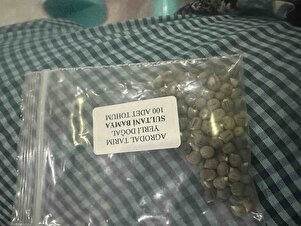 AGRODAL TARIM
YERLİ DOĞAL
SULTANİ BAMYA
100 ADET TOHUM